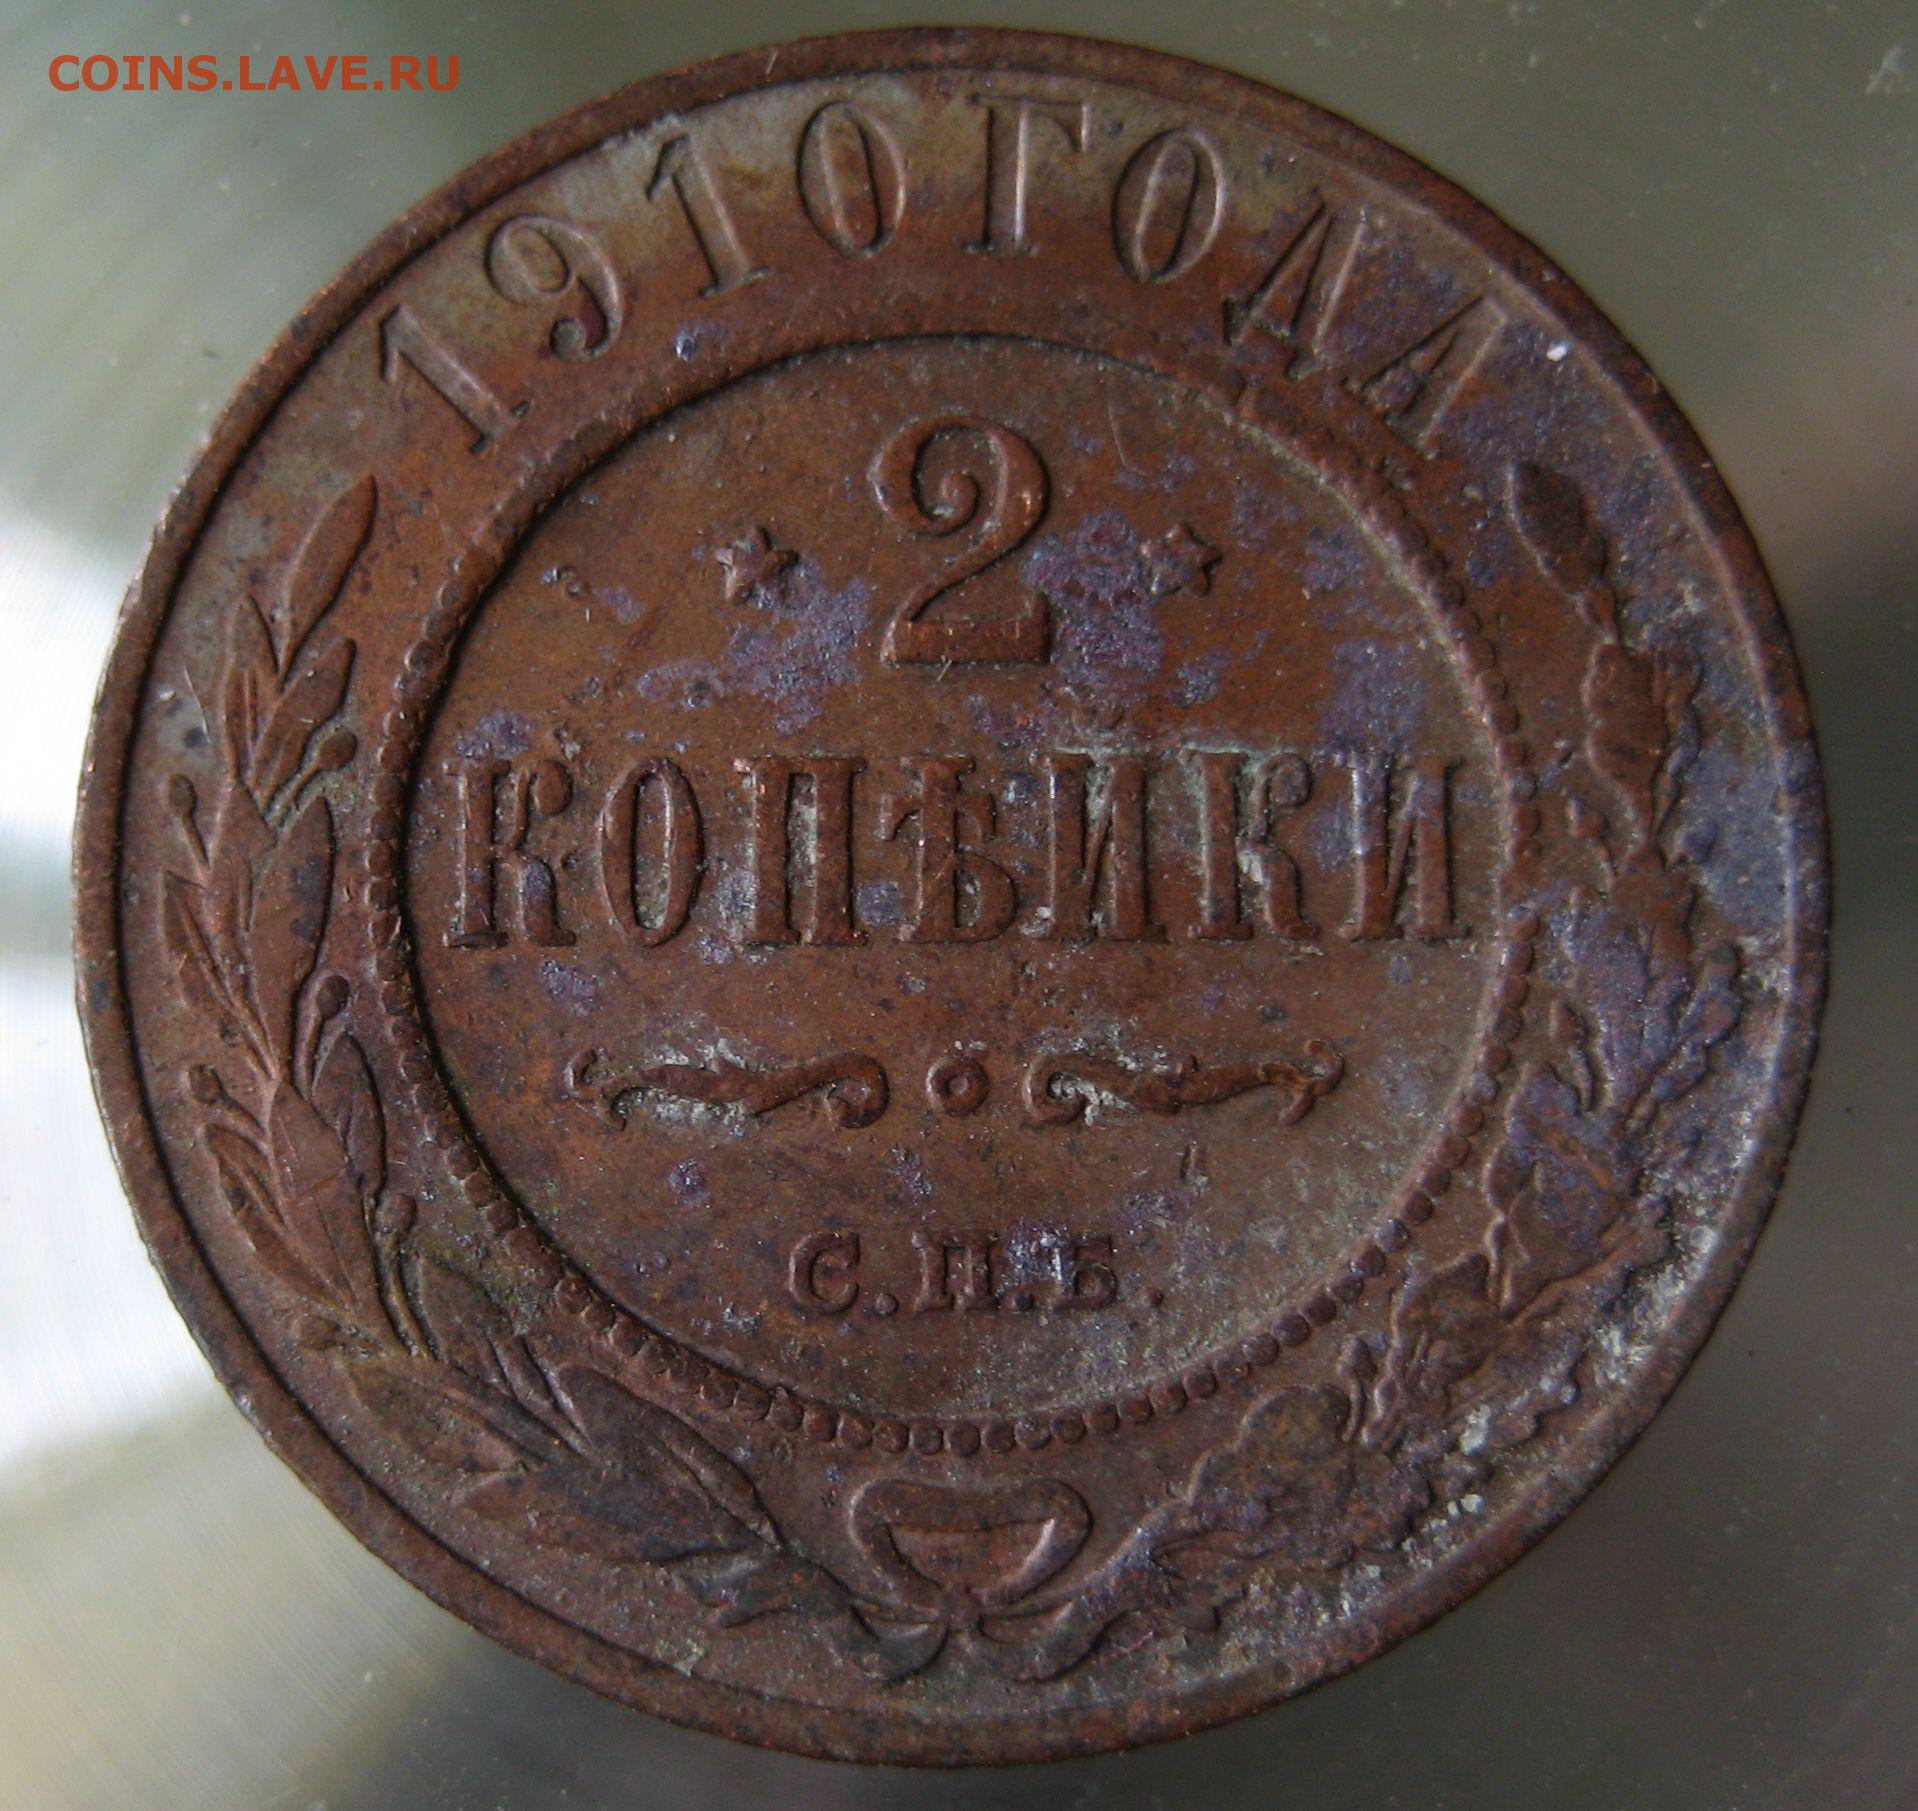 COINS.LAVE.RU
1910 ГОДА
2
КОПѢЙКИ
С.П.Б.